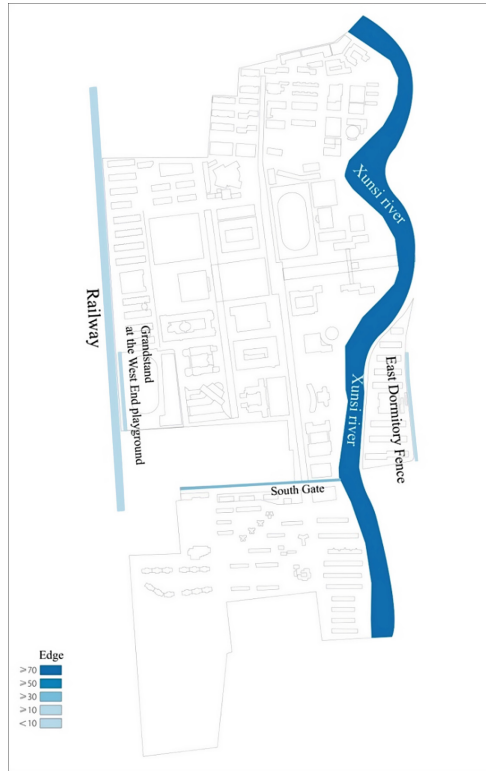 Xunsi river
Railway
Grandstand
at the West End playground
Xunsi river
East Dormitory Fence
South Gate
Edge
≥70
≥50
≥30
≥10
<10